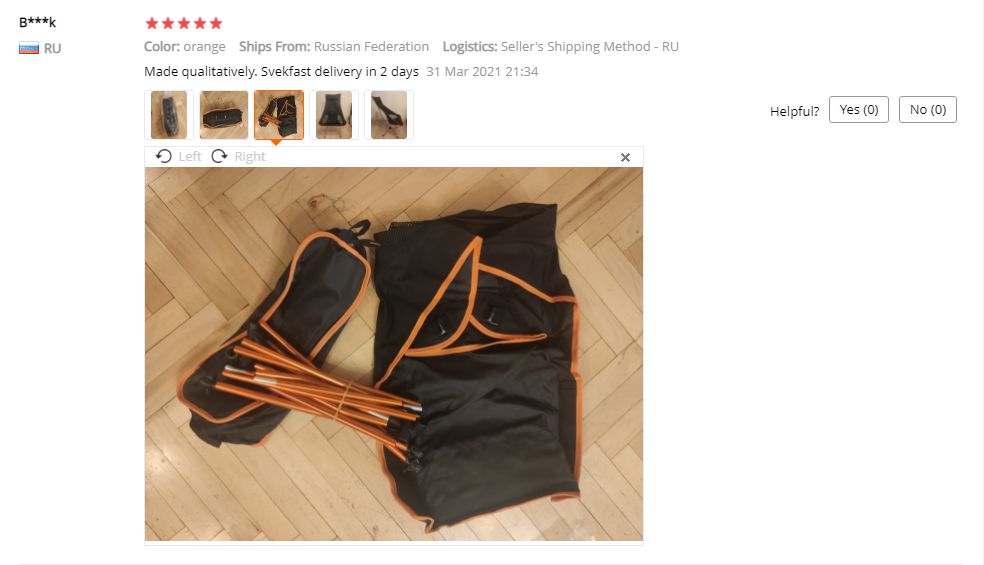 B***k
RU
Color: orange Ships From: Russian Federation Logistics: Seller's Shipping Method - RU
Made qualitatively. Svekfast delivery in 2 days 31 Mar 2021 21:34
Helpful? Yes (0) No (0)
Left Right